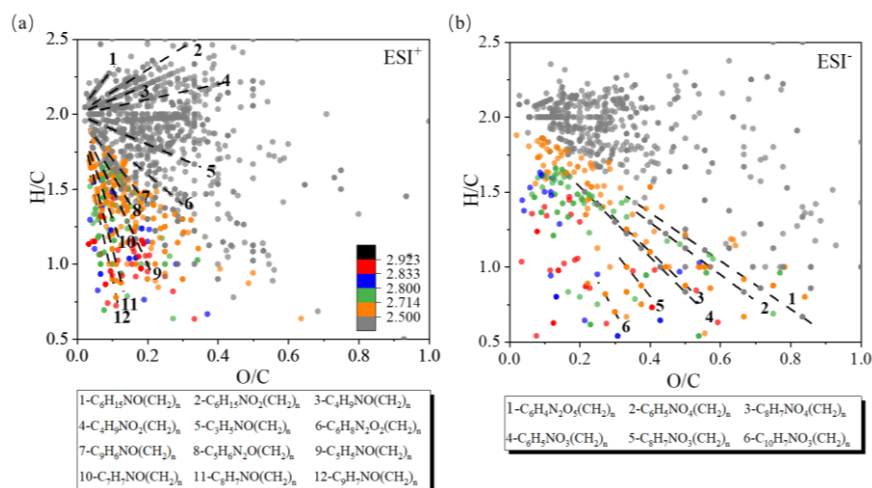 (a)
ESI⁺
2.5
2.0
1.5
1.0
0.5
H/C
0.0 0.2 0.4 0.6 0.8 1.0
O/C
1 2 3 4 5 6 7 8 9 10 11 12
2.923
2.833
2.800
2.714
2.500
1-C₆H₁₅NO(CH₂)ₙ 2-C₆H₁₅NO₂(CH₂)ₙ 3-C₄H₉NO(CH₂)ₙ
4-C₄H₉NO₂(CH₂)ₙ 5-C₃H₅NO(CH₂)ₙ 6-C₆H₈N₂O₂(CH₂)ₙ
7-C₉H₆NO(CH₂)ₙ 8-C₅H₆N₂O(CH₂)ₙ 9-C₅H₅NO(CH₂)ₙ
10-C₇H₇NO(CH₂)ₙ 11-C₈H₇NO(CH₂)ₙ 12-C₉H₇NO(CH₂)ₙ
(b)
ESI⁻
2.5
2.0
1.5
1.0
0.5
H/C
0.0 0.2 0.4 0.6 0.8 1.0
O/C
1 2 3 4 5 6
1-C₆H₄N₂O₅(CH₂)ₙ 2-C₆H₅NO₄(CH₂)ₙ 3-C₈H₇NO₄(CH₂)ₙ
4-C₆H₅NO₃(CH₂)ₙ 5-C₈H₇NO₃(CH₂)ₙ 6-C₁₀H₇NO₃(CH₂)ₙ